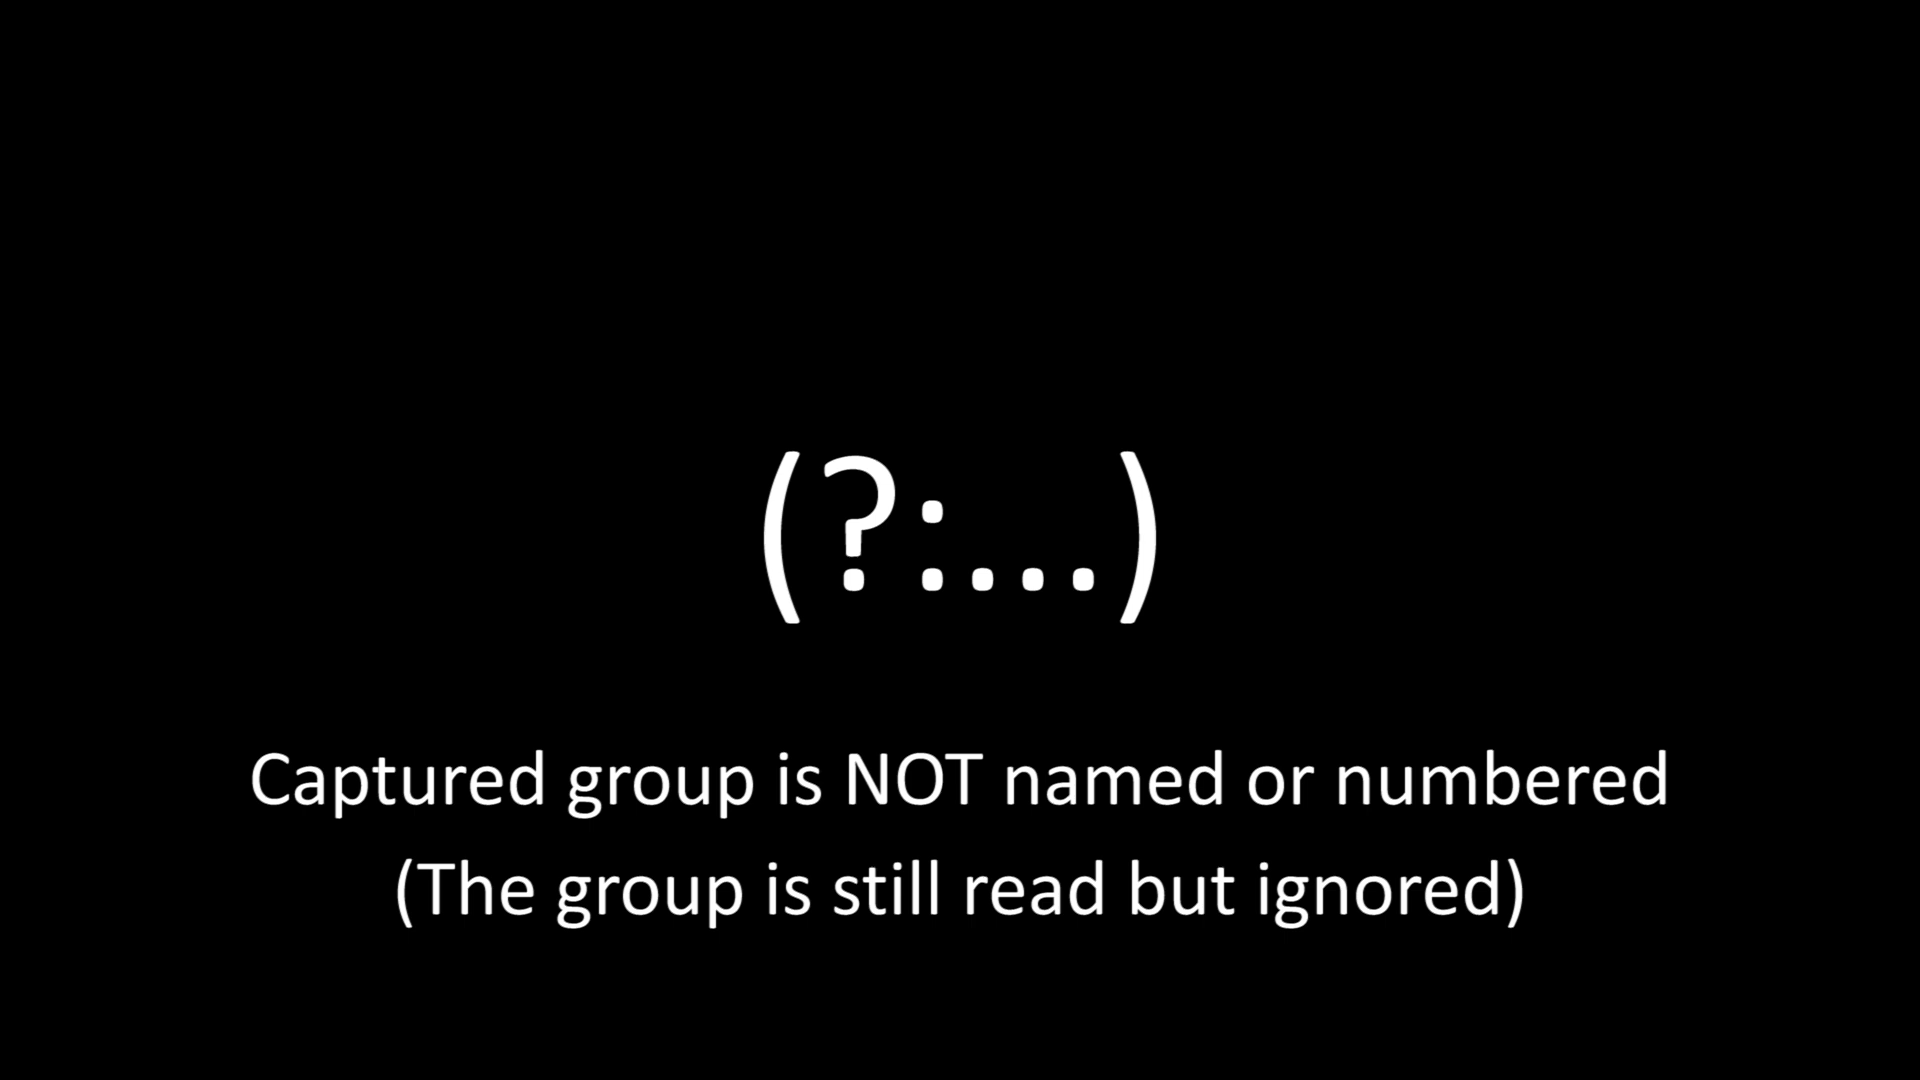 (?:...)
Captured group is NOT named or numbered
(The group is still read but ignored)